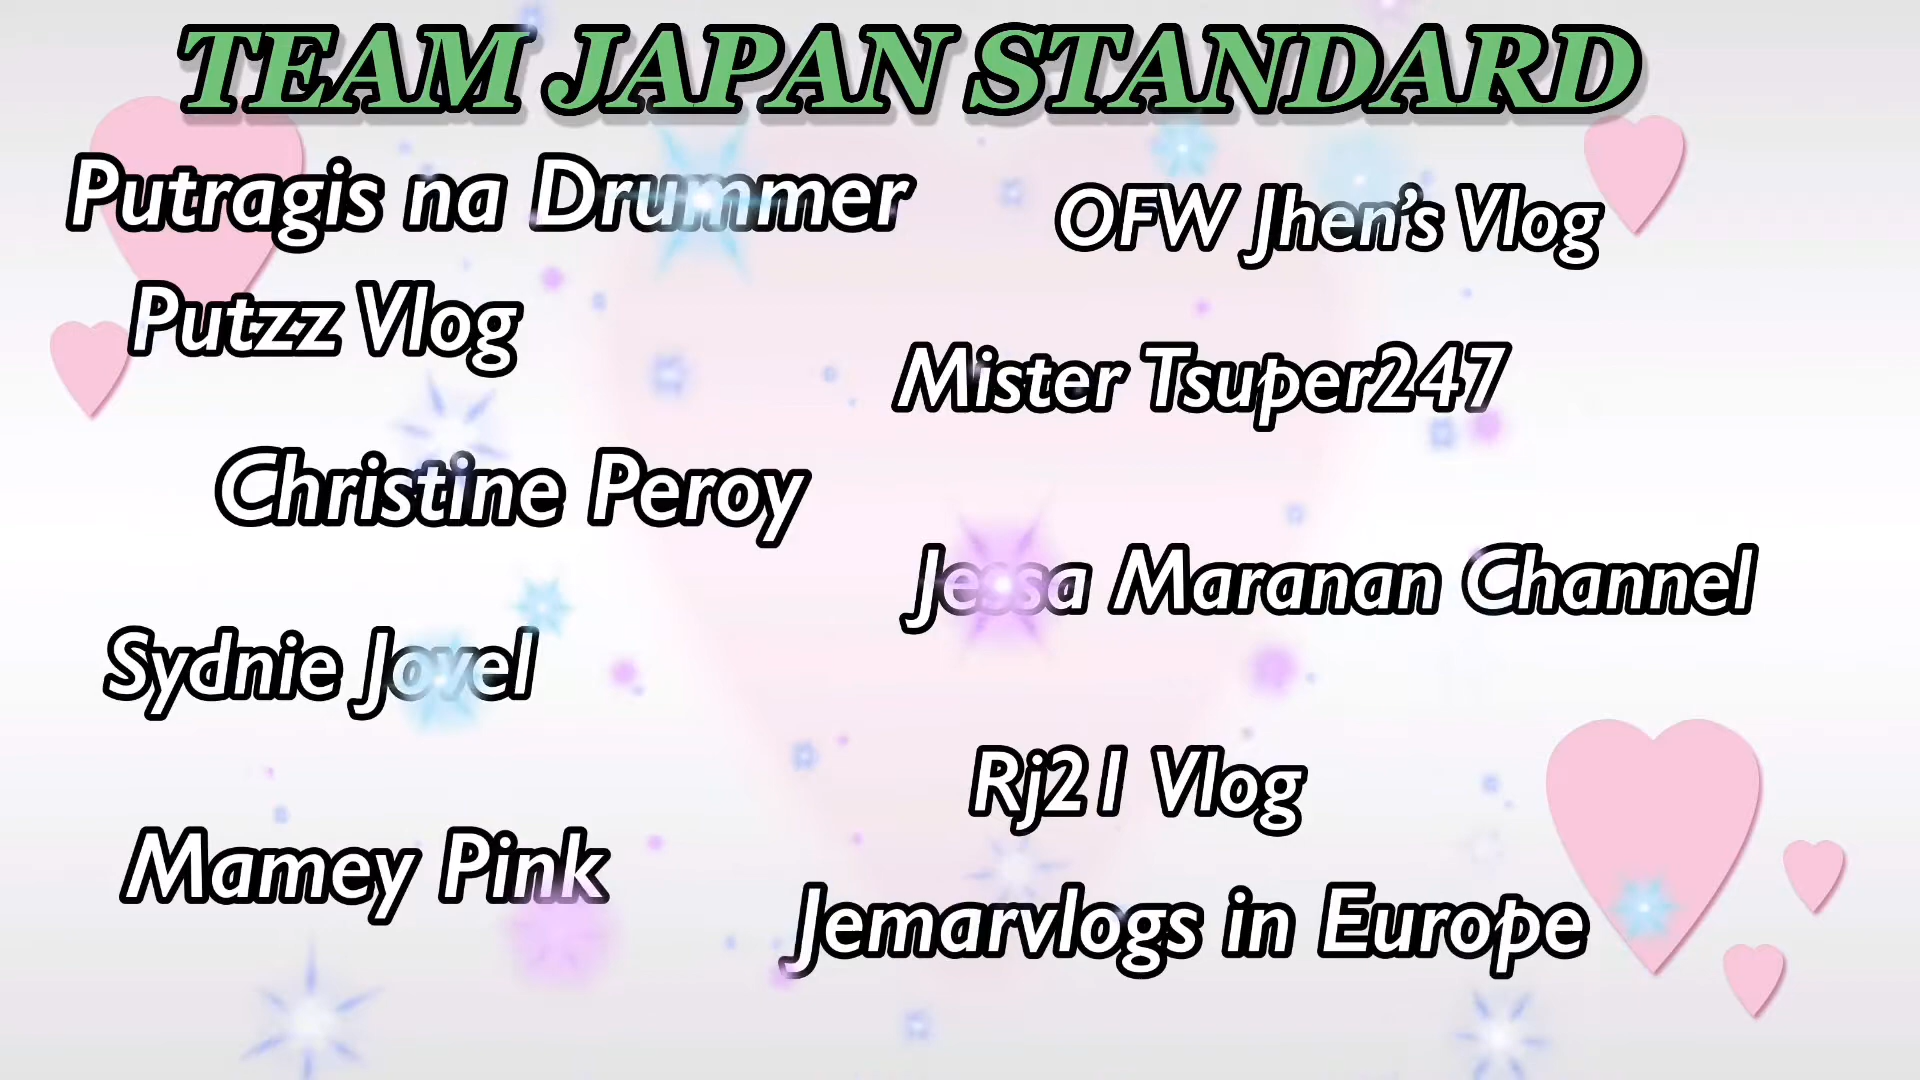 TEAM JAPAN STANDARD
Putragis na Drummer
OFW Jhen's Vlog
Putzz Vlog
Mister Tsuper247
Christine Peroy
Jessa Maranan Channel
Sydnie Jovel
Rj21 Vlog
Mamey Pink
Jemarvlogs in Europe